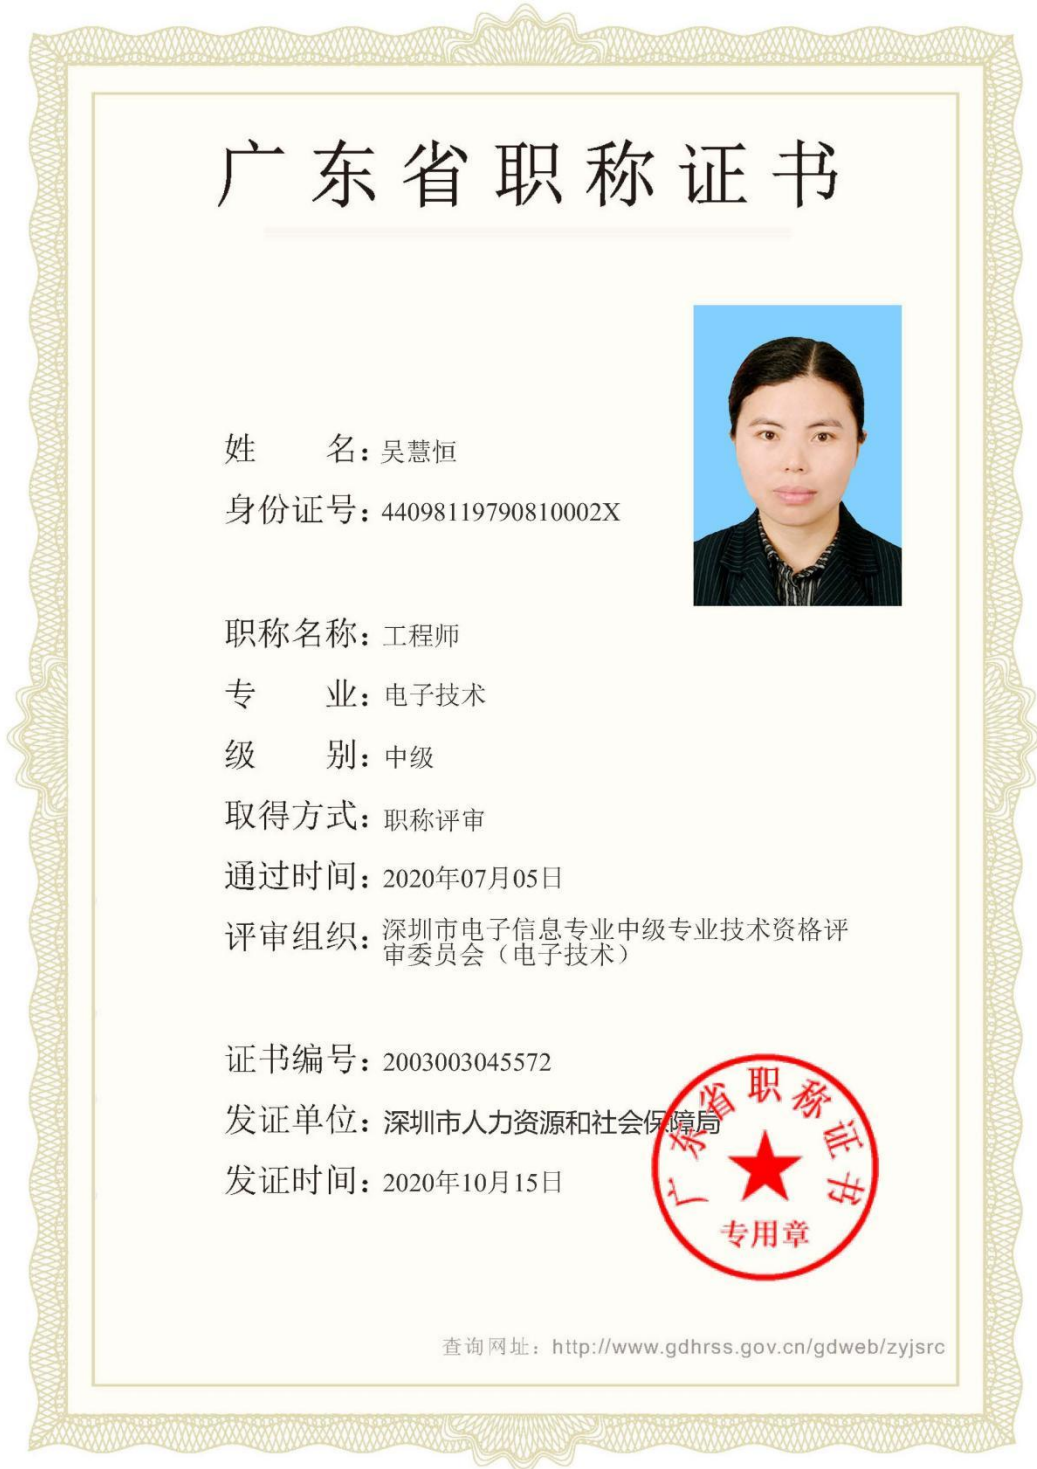 广东省职称证书
姓名：吴慧恒
身份证号：44098119790810002X
职称名称：工程师
专业：电子技术
级别：中级
取得方式：职称评审
通过时间：2020年07月05日
评审组织：深圳市电子信息专业中级专业技术资格评
审委员会（电子技术）
证书编号：2003003045572
发证单位：深圳市人力资源和社会保障局
发证时间：2020年10月15日
广东省职称证书
专用章
查询网址：http://www.gdhrss.gov.cn/gdweb/zyjsrc